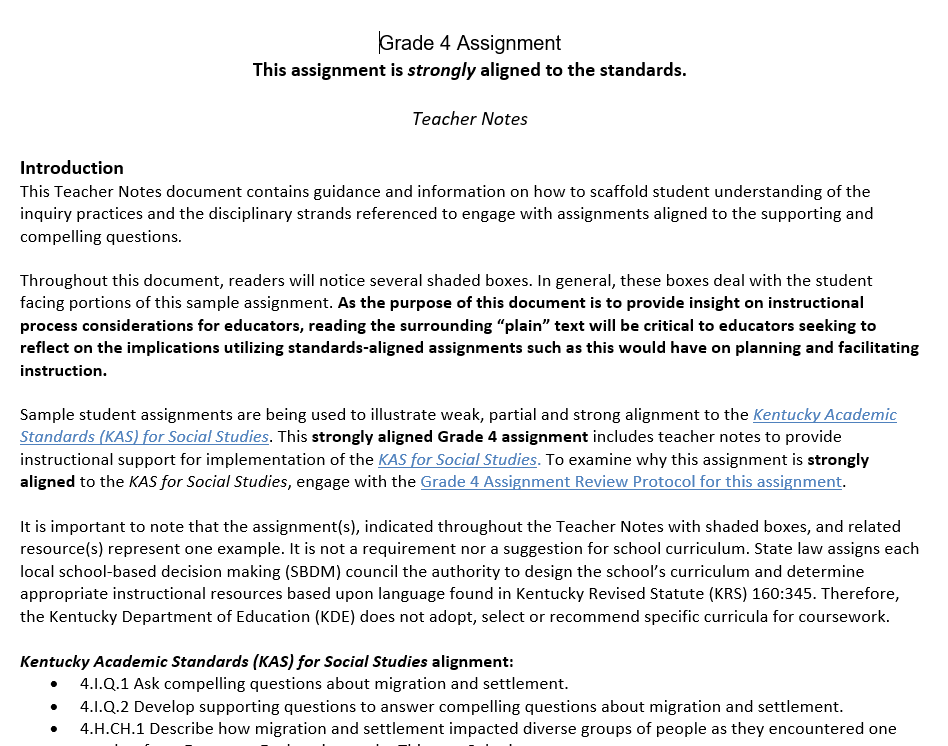 Grade 4 Assignment
This assignment is strongly aligned to the standards.
Teacher Notes
Introduction
This Teacher Notes document contains guidance and information on how to scaffold student understanding of the
inquiry practices and the disciplinary strands referenced to engage with assignments aligned to the supporting and
compelling questions.
Throughout this document, readers will notice several shaded boxes. In general, these boxes deal with the student
facing portions of this sample assignment. As the purpose of this document is to provide insight on instructional
process considerations for educators, reading the surrounding “plain” text will be critical to educators seeking to
reflect on the implications utilizing standards-aligned assignments such as this would have on planning and facilitating
instruction.
Sample student assignments are being used to illustrate weak, partial and strong alignment to the Kentucky Academic
Standards (KAS) for Social Studies. This strongly aligned Grade 4 assignment includes teacher notes to provide
instructional support for implementation of the KAS for Social Studies. To examine why this assignment is strongly
aligned to the KAS for Social Studies, engage with the Grade 4 Assignment Review Protocol for this assignment.
It is important to note that the assignment(s), indicated throughout the Teacher Notes with shaded boxes, and related
resource(s) represent one example. It is not a requirement nor a suggestion for school curriculum. State law assigns each
local school-based decision making (SBDM) council the authority to design the school’s curriculum and determine
appropriate instructional resources based upon language found in Kentucky Revised Statute (KRS) 160:345. Therefore,
the Kentucky Department of Education (KDE) does not adopt, select or recommend specific curricula for coursework.
Kentucky Academic Standards (KAS) for Social Studies alignment:
• 4.I.Q.1 Ask compelling questions about migration and settlement.
• 4.I.Q.2 Develop supporting questions to answer compelling questions about migration and settlement.
• 4.H.CH.1 Describe how migration and settlement impacted diverse groups of people as they encountered one